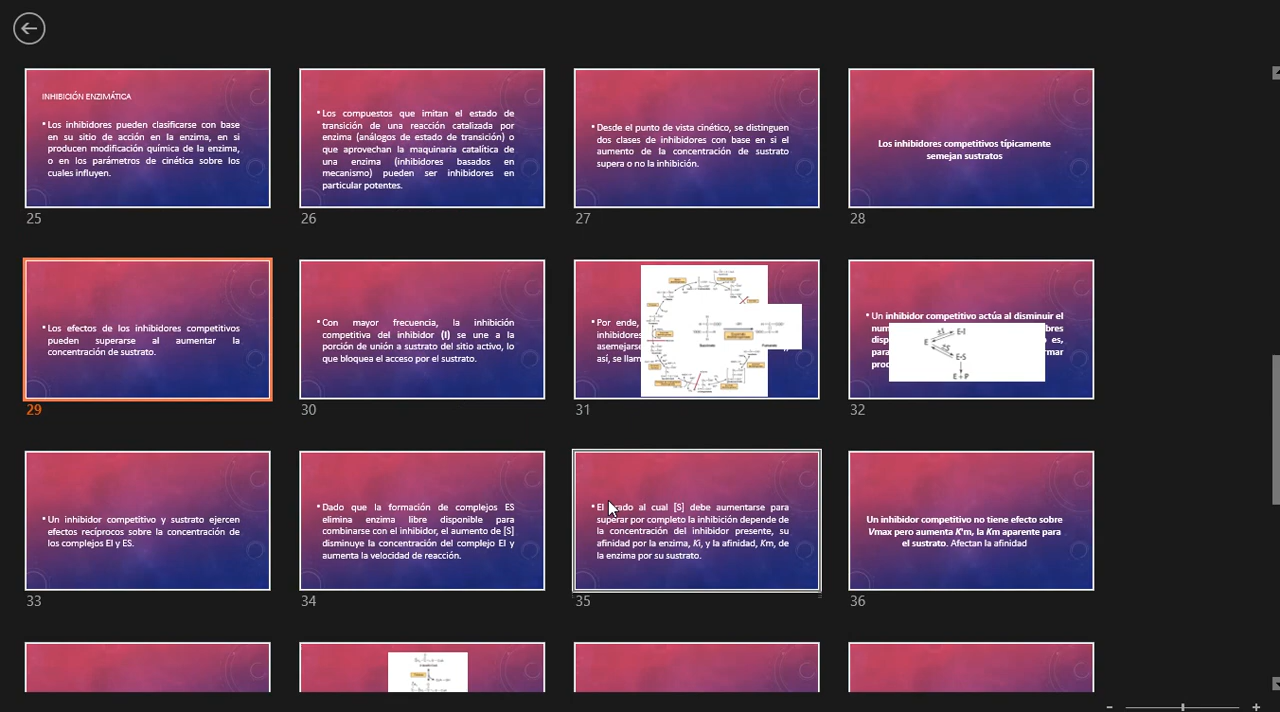 INHIBICIÓN ENZIMÁTICA
• Los inhibidores pueden clasificarse con base
en su sitio de acción en la enzima, en si
producen modificación química de la enzima,
o en los parámetros de cinética sobre los
cuales influyen.
25
• Los compuestos que imitan el estado de
transición de una reacción catalizada por
enzima (análogos de estado de transición) o
que aprovechan la maquinaria catalítica de
una enzima (inhibidores basados en
mecanismo) pueden ser inhibidores en
particular potentes.
26
• Desde el punto de vista cinético, se distinguen
dos clases de inhibidores con base en si el
aumento de la concentración de sustrato
supera o no la inhibición.
27
Los inhibidores competitivos típicamente
semejan sustratos
28
• Los efectos de los inhibidores competitivos
pueden superarse al aumentar la
concentración de sustrato.
29
• Con mayor frecuencia, la inhibición
competitiva del inhibidor (I) se une a la
porción de unión a sustrato del sitio activo, lo
que bloquea el acceso por el sustrato.
30
• Por ende,
inhibidores
asemejarse
así, se llam
Succinato
Fumarato
31
• Un inhibidor competitivo actúa al disminuir el
num bres
disp es,
para rmar
proc
E-I
E
E-S
E + P
32
• Un inhibidor competitivo y sustrato ejercen
efectos recíprocos sobre la concentración de
los complejos EI y ES.
33
• Dado que la formación de complejos ES
elimina enzima libre disponible para
combinarse con el inhibidor, el aumento de [S]
disminuye la concentración del complejo EI y
aumenta la velocidad de reacción.
34
• El ado al cual [S] debe aumentarse para
superar por completo la inhibición depende de
la concentración del inhibidor presente, su
afinidad por la enzima, Ki, y la afinidad, Km, de
la enzima por su sustrato.
35
Un inhibidor competitivo no tiene efecto sobre
Vmax pero aumenta K'm, la Km aparente para
el sustrato. Afectan la afinidad
36